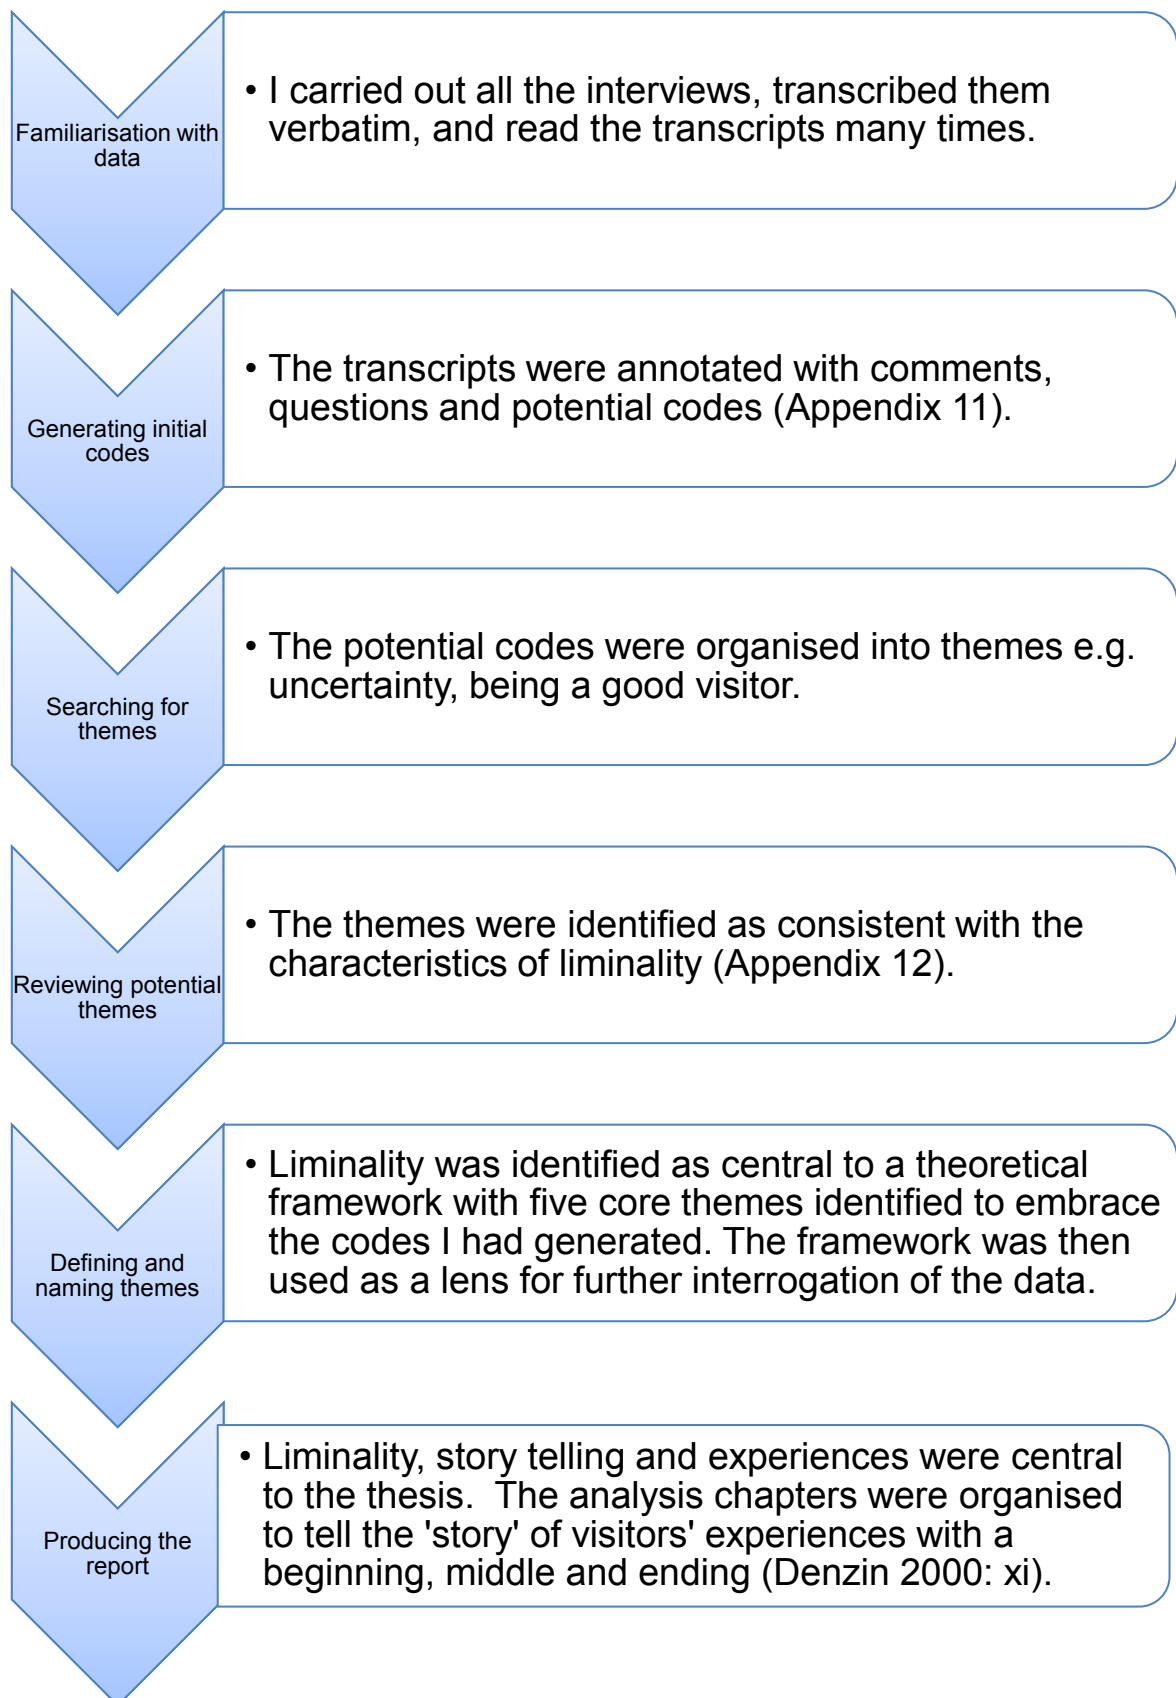 Familiarisation with
data
• I carried out all the interviews, transcribed them
verbatim, and read the transcripts many times.
Generating initial
codes
• The transcripts were annotated with comments,
questions and potential codes (Appendix 11).
Searching for
themes
• The potential codes were organised into themes e.g.
uncertainty, being a good visitor.
Reviewing potential
themes
• The themes were identified as consistent with the
characteristics of liminality (Appendix 12).
Defining and
naming themes
• Liminality was identified as central to a theoretical
framework with five core themes identified to embrace
the codes I had generated. The framework was then
used as a lens for further interrogation of the data.
Producing the
report
• Liminality, story telling and experiences were central
to the thesis.  The analysis chapters were organised
to tell the 'story' of visitors' experiences with a
beginning, middle and ending (Denzin 2000: xi).